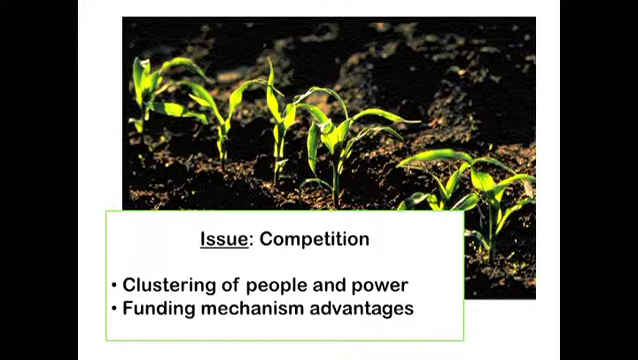 Issue: Competition
• Clustering of people and power
• Funding mechanism advantages